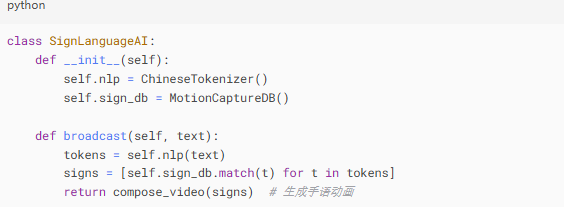 python
class SignLanguageAI:
    def __init__(self):
        self.nlp = ChineseTokenizer()
        self.sign_db = MotionCaptureDB()
    def broadcast(self, text):
        tokens = self.nlp(text)
        signs = [self.sign_db.match(t) for t in tokens]
        return compose_video(signs)  # 生成手语动画